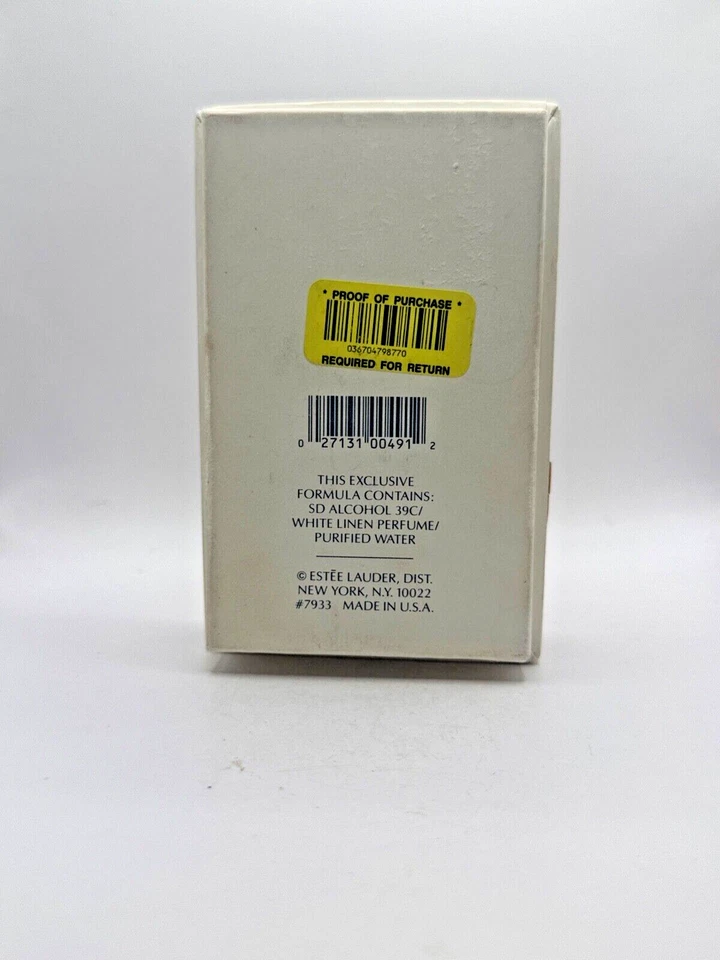 • PROOF OF PURCHASE •
036704798770
REQUIRED FOR RETURN
0 27131 00491 2
THIS EXCLUSIVE
FORMULA CONTAINS:
SD ALCOHOL 39C/
WHITE LINEN PERFUME/
PURIFIED WATER
© ESTĒE LAUDER, DIST.
NEW YORK, N.Y. 10022
#7933 MADE IN U.S.A.